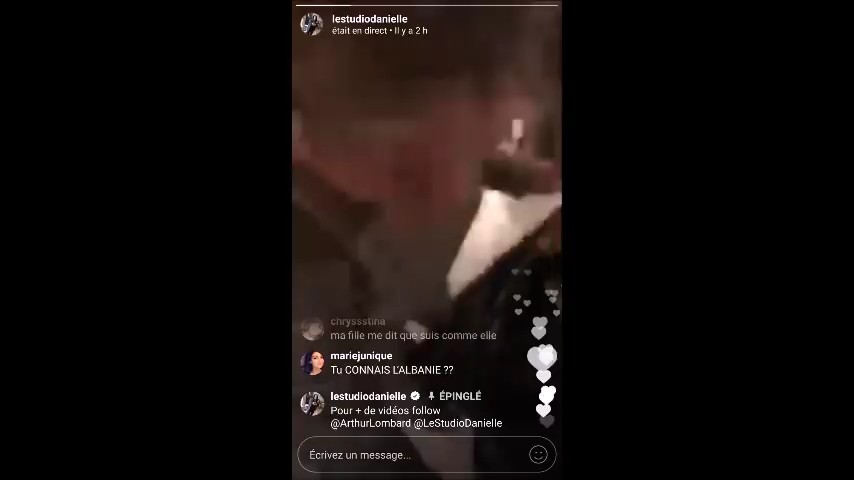 lestudiodanielle
était en direct • Il y a 2 h
chryssstina
ma fille me dit que suis comme elle
mariejunique
Tu CONNAIS L'ALBANIE ??
lestudiodanielle ÉPINGLÉ
Pour + de vidéos follow
@ArthurLombard @LeStudioDanielle
Écrivez un message...